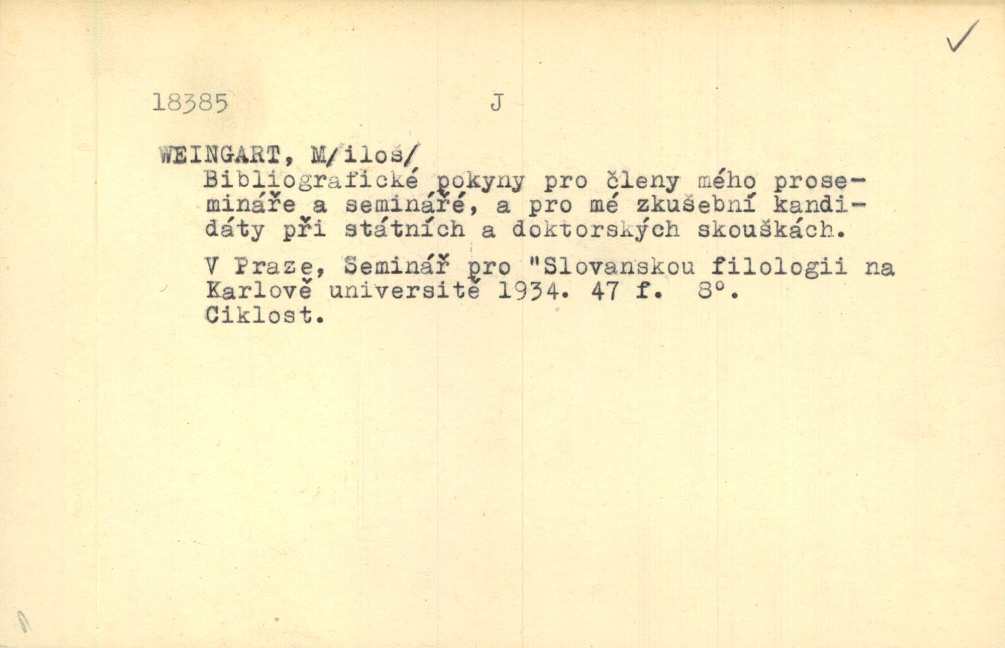 18385 J
WEINGART, M/iloš/
Bibliografické pokyny pro členy mého prose-
mináře a semináře, a pro mé zkušební kandi-
dáty při státních a doktorských skouškách.
V Praze, Seminář pro "Slovanskou filologii na
Karlově universitě 1934. 47 f. 8°.
Ciklost.